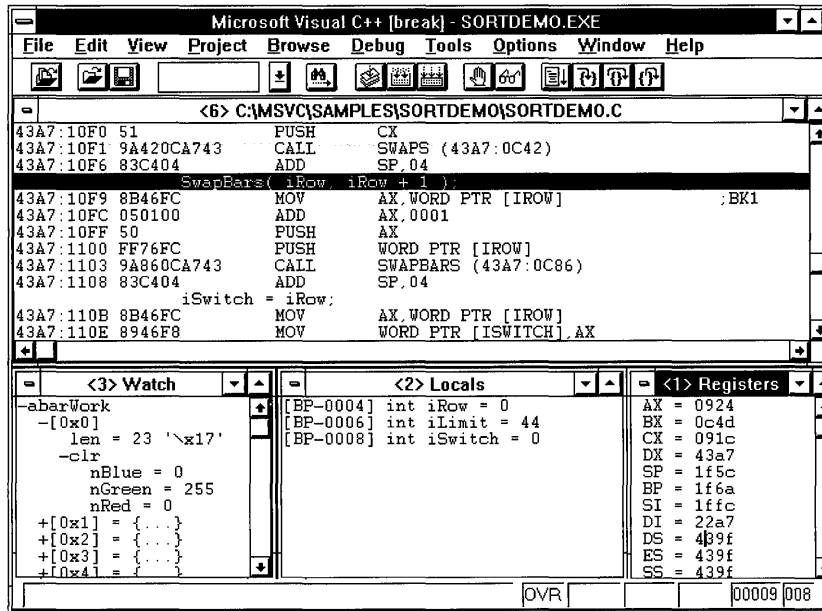 Microsoft Visual C++ [break] - SORTDEMO.EXE
File Edit View Project Browse Debug Tools Options Window Help
<6> C:\MSVC\SAMPLES\SORTDEMO\SORTDEMO.C
43A7:10F0 51 PUSH CX
43A7:10F1 9A420CA743 CALL SWAPS (43A7:0C42)
43A7:10F6 83C404 ADD SP,04
SwapBars( iRow, iRow + 1 );
43A7:10F9 8B46FC MOV AX,WORD PTR [IROW] ;BK1
43A7:10FC 050100 ADD AX,0001
43A7:10FF 50 PUSH AX
43A7:1100 FF76FC PUSH WORD PTR [IROW]
43A7:1103 9A860CA743 CALL SWAPBARS (43A7:0C86)
43A7:1108 83C404 ADD SP,04
iSwitch = iRow;
43A7:110B 8B46FC MOV AX,WORD PTR [IROW]
43A7:110E 8946F8 MOV WORD PTR [ISWITCH],AX
<3> Watch
-abarWork
-[0x0]
len = 23 '\x17'
-clr
nBlue = 0
nGreen = 255
nRed = 0
+[0x1] = {...}
+[0x2] = {...}
+[0x3] = {...}
+[0x4] = {...}
<2> Locals
[BP-0004] int iRow = 0
[BP-0006] int iLimit = 44
[BP-0008] int iSwitch = 0
<1> Registers
AX = 0924
BX = 0c4d
CX = 091c
DX = 43a7
SP = 1f5c
BP = 1f6a
SI = 1ffc
DI = 22a7
DS = 439f
ES = 439f
SS = 439f
OVR 00009 008